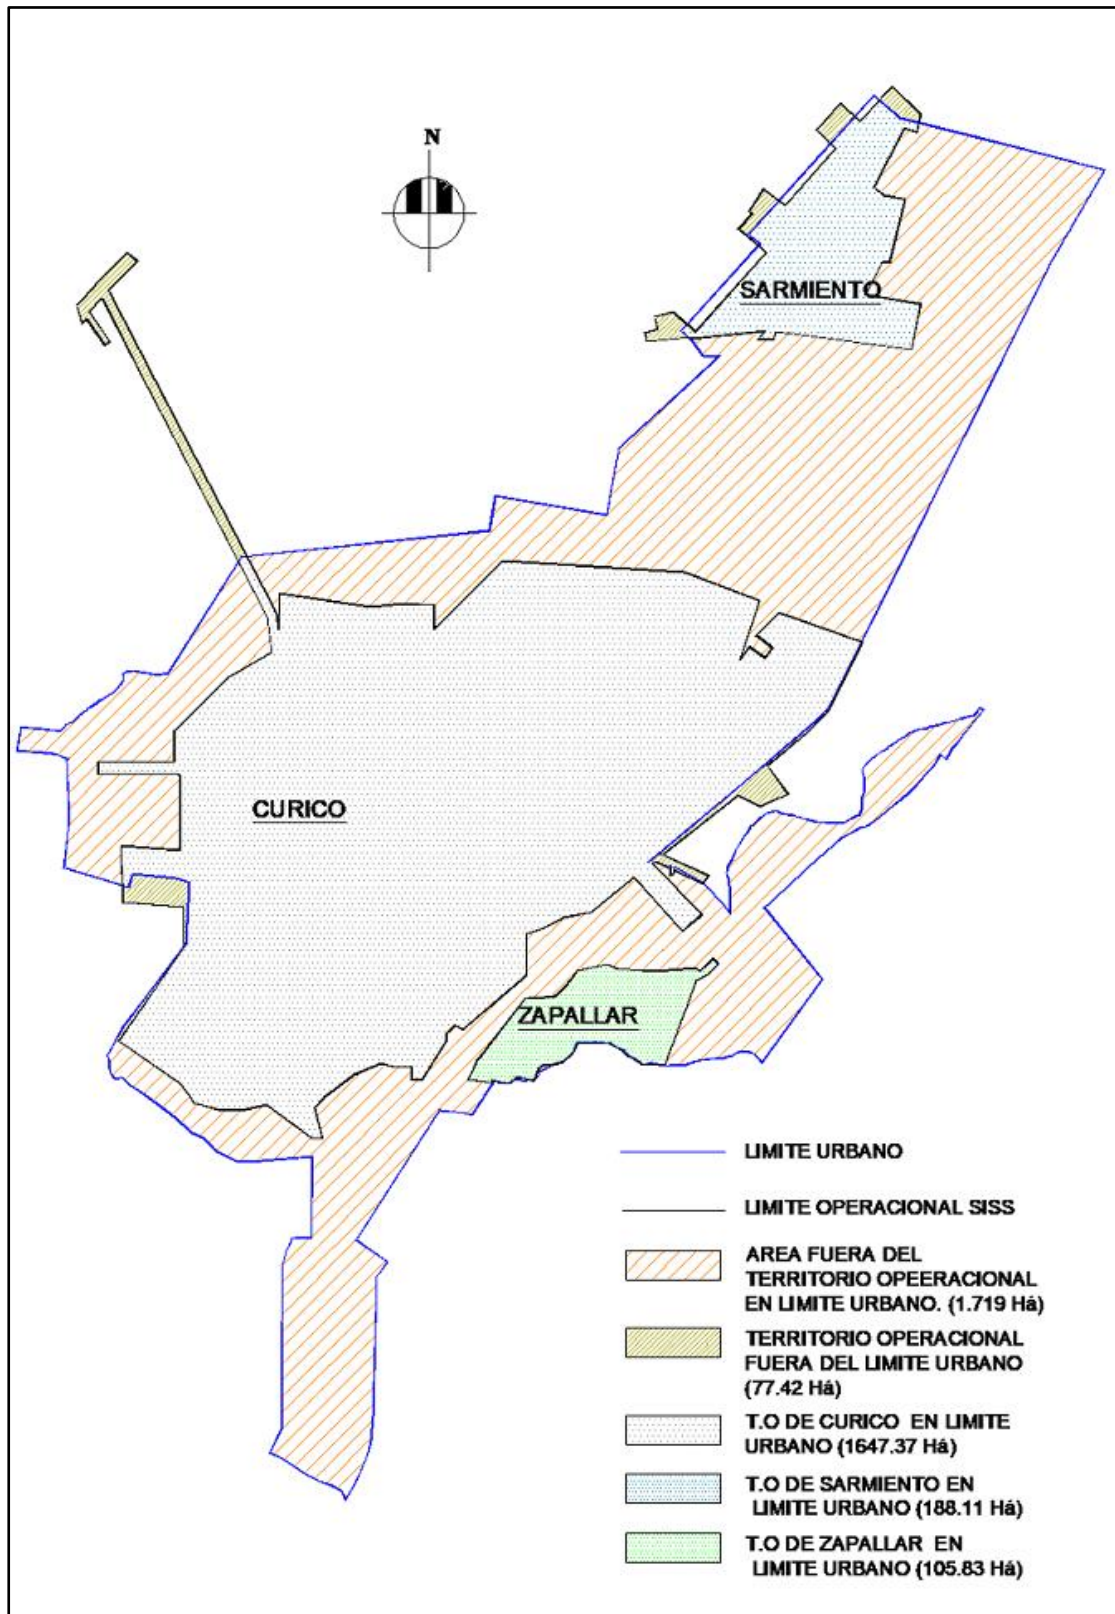 N
SARMIENTO
CURICO
ZAPALLAR
LIMITE URBANO
LIMITE OPERACIONAL SISS
AREA FUERA DEL
TERRITORIO OPEERACIONAL
EN LIMITE URBANO. (1.719 Há)
TERRITORIO OPERACIONAL
FUERA DEL LIMITE URBANO
(77.42 Há)
T.O DE CURICO EN LIMITE
URBANO (1647.37 Há)
T.O DE SARMIENTO EN
LIMITE URBANO (188.11 Há)
T.O DE ZAPALLAR EN
LIMITE URBANO (105.83 Há)